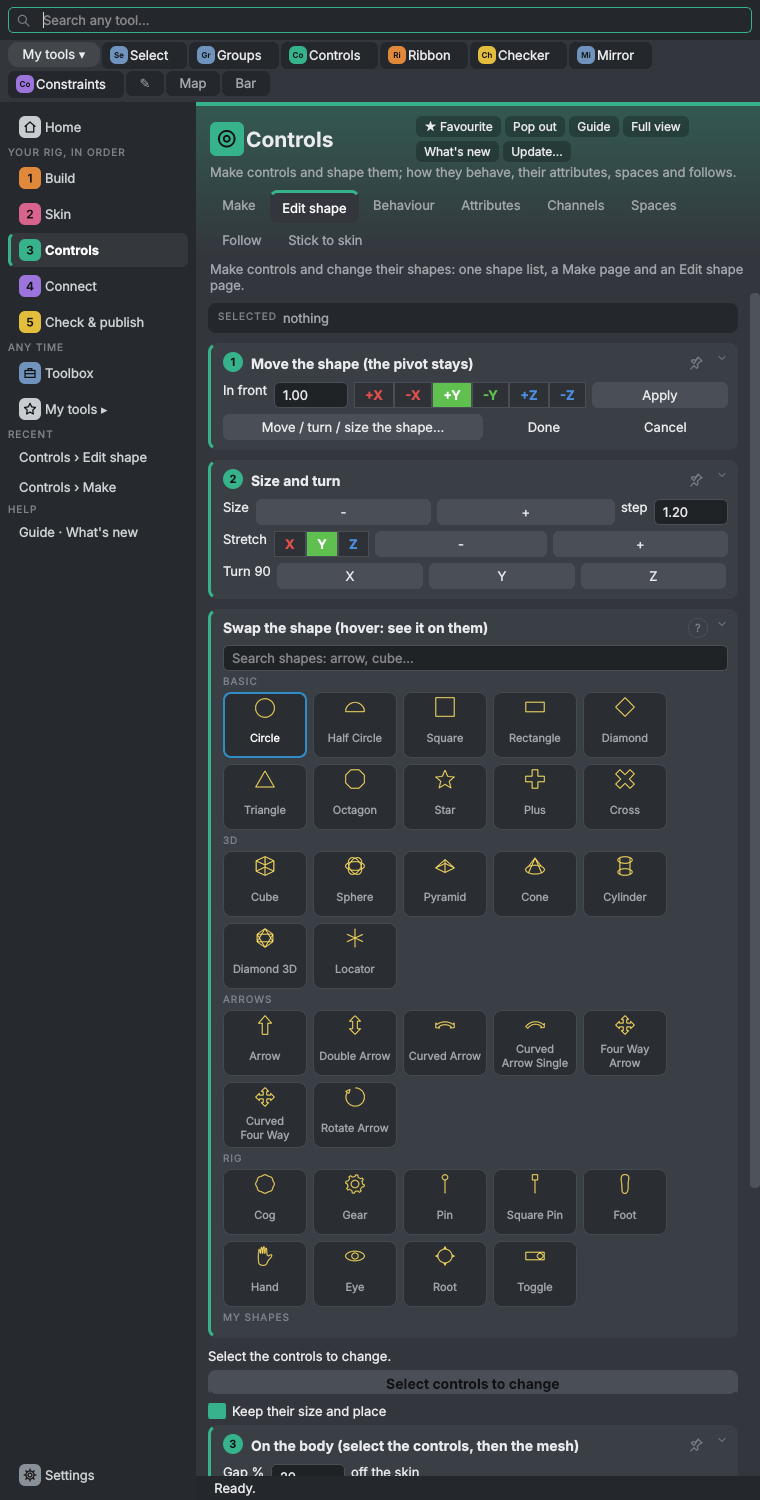 Search any tool...
My tools ▾ Se Select Gr Groups Co Controls Ri Ribbon Ch Checker Mi Mirror
Co Constraints ✎ Map Bar
Home
YOUR RIG, IN ORDER
1 Build
2 Skin
3 Controls
4 Connect
5 Check & publish
ANY TIME
Toolbox
My tools ▸
RECENT
Controls › Edit shape
Controls › Make
HELP
Guide · What's new
Settings
Controls
★ Favourite Pop out Guide Full view
What's new Update...
Make controls and shape them; how they behave, their attributes, spaces and follows.
Make Edit shape Behaviour Attributes Channels Spaces
Follow Stick to skin
Make controls and change their shapes: one shape list, a Make page and an Edit shape
page.
SELECTED nothing
1 Move the shape (the pivot stays)
In front 1.00 +X -X +Y -Y +Z -Z Apply
Move / turn / size the shape... Done Cancel
2 Size and turn
Size - + step 1.20
Stretch X Y Z - +
Turn 90 X Y Z
Swap the shape (hover: see it on them) ?
Search shapes: arrow, cube...
BASIC
Circle Half Circle Square Rectangle Diamond
Triangle Octagon Star Plus Cross
3D
Cube Sphere Pyramid Cone Cylinder
Diamond 3D Locator
ARROWS
Arrow Double Arrow Curved Arrow Curved Arrow Single Four Way Arrow
Curved Four Way Rotate Arrow
RIG
Cog Gear Pin Square Pin Foot
Hand Eye Root Toggle
MY SHAPES
Select the controls to change.
Select controls to change
Keep their size and place
3 On the body (select the controls, then the mesh)
Gap % 20 off the skin
Ready.